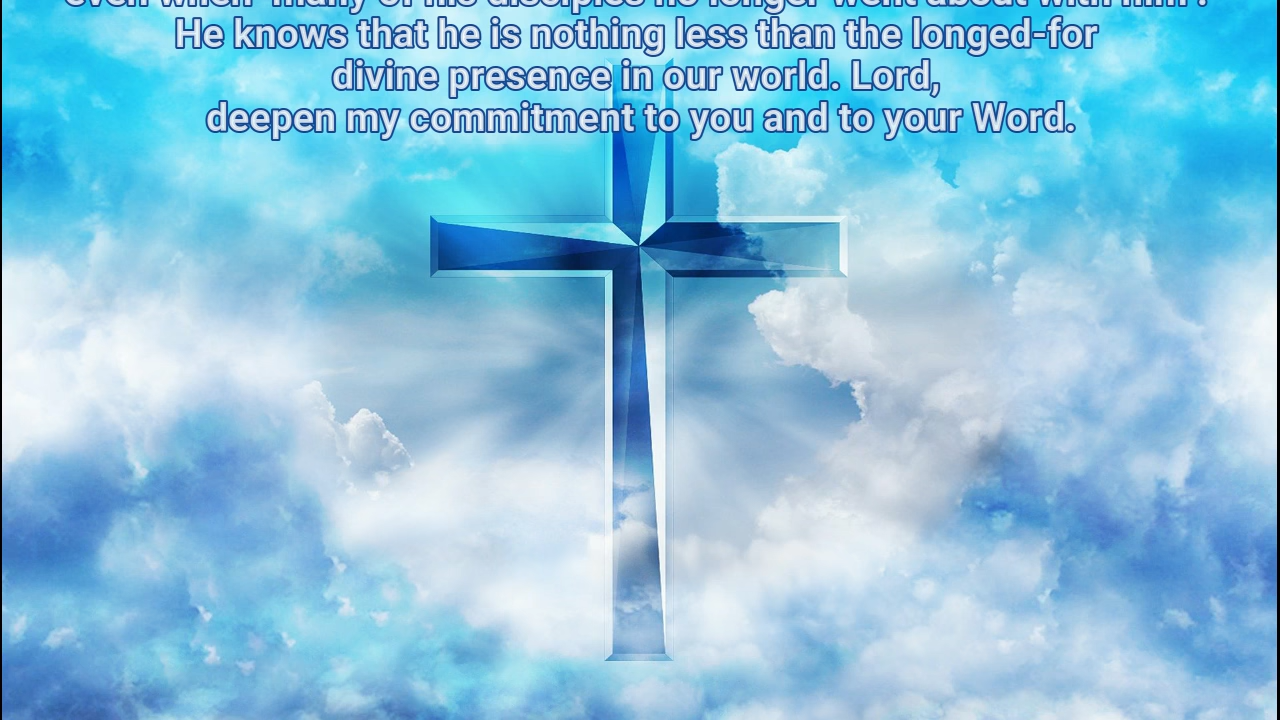 even when 'many of his disciples no longer went about with him'.
He knows that he is nothing less than the longed-for
divine presence in our world. Lord,
deepen my commitment to you and to your Word.